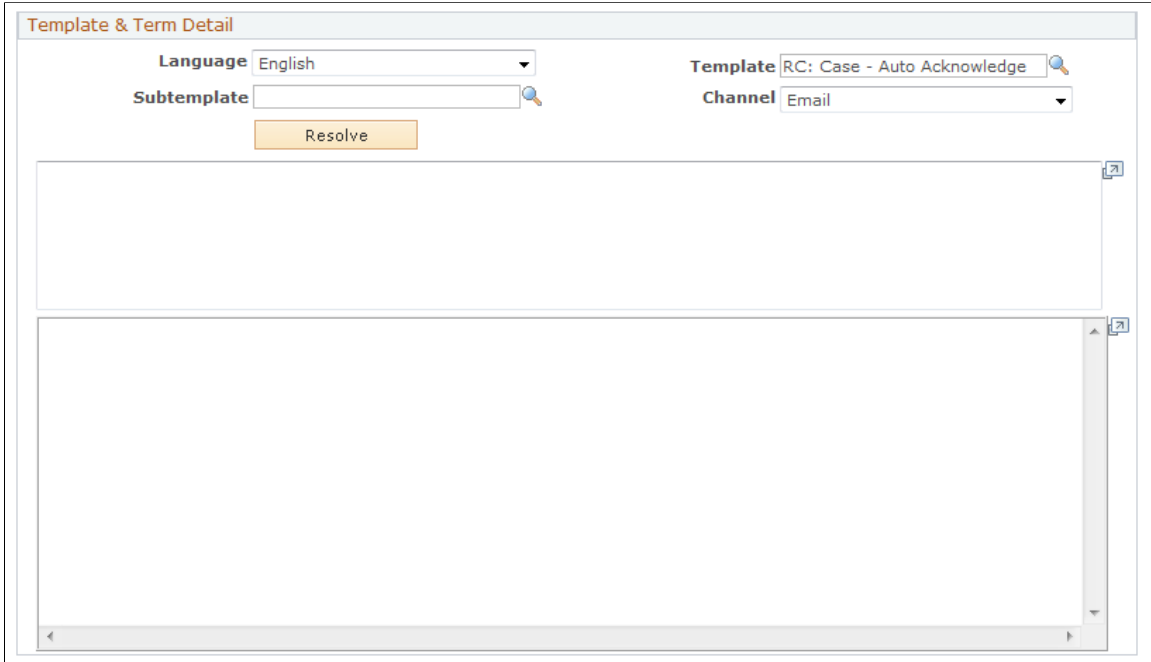 Template & Term Detail
Language English
Template RC: Case - Auto Acknowledge
Subtemplate
Channel Email
Resolve